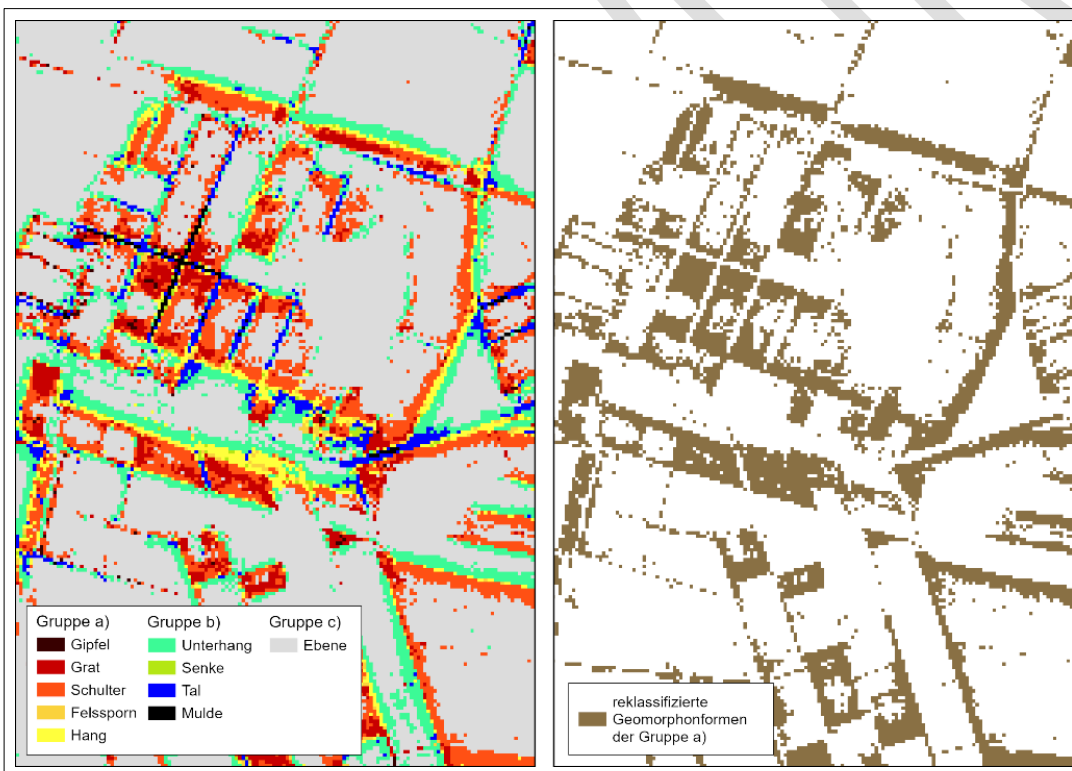 Gruppe a)
Gipfel
Grat
Schulter
Felssporn
Hang
Gruppe b)
Unterhang
Senke
Tal
Mulde
Gruppe c)
Ebene
reklassifizierte
Geomorphonformen
der Gruppe a)